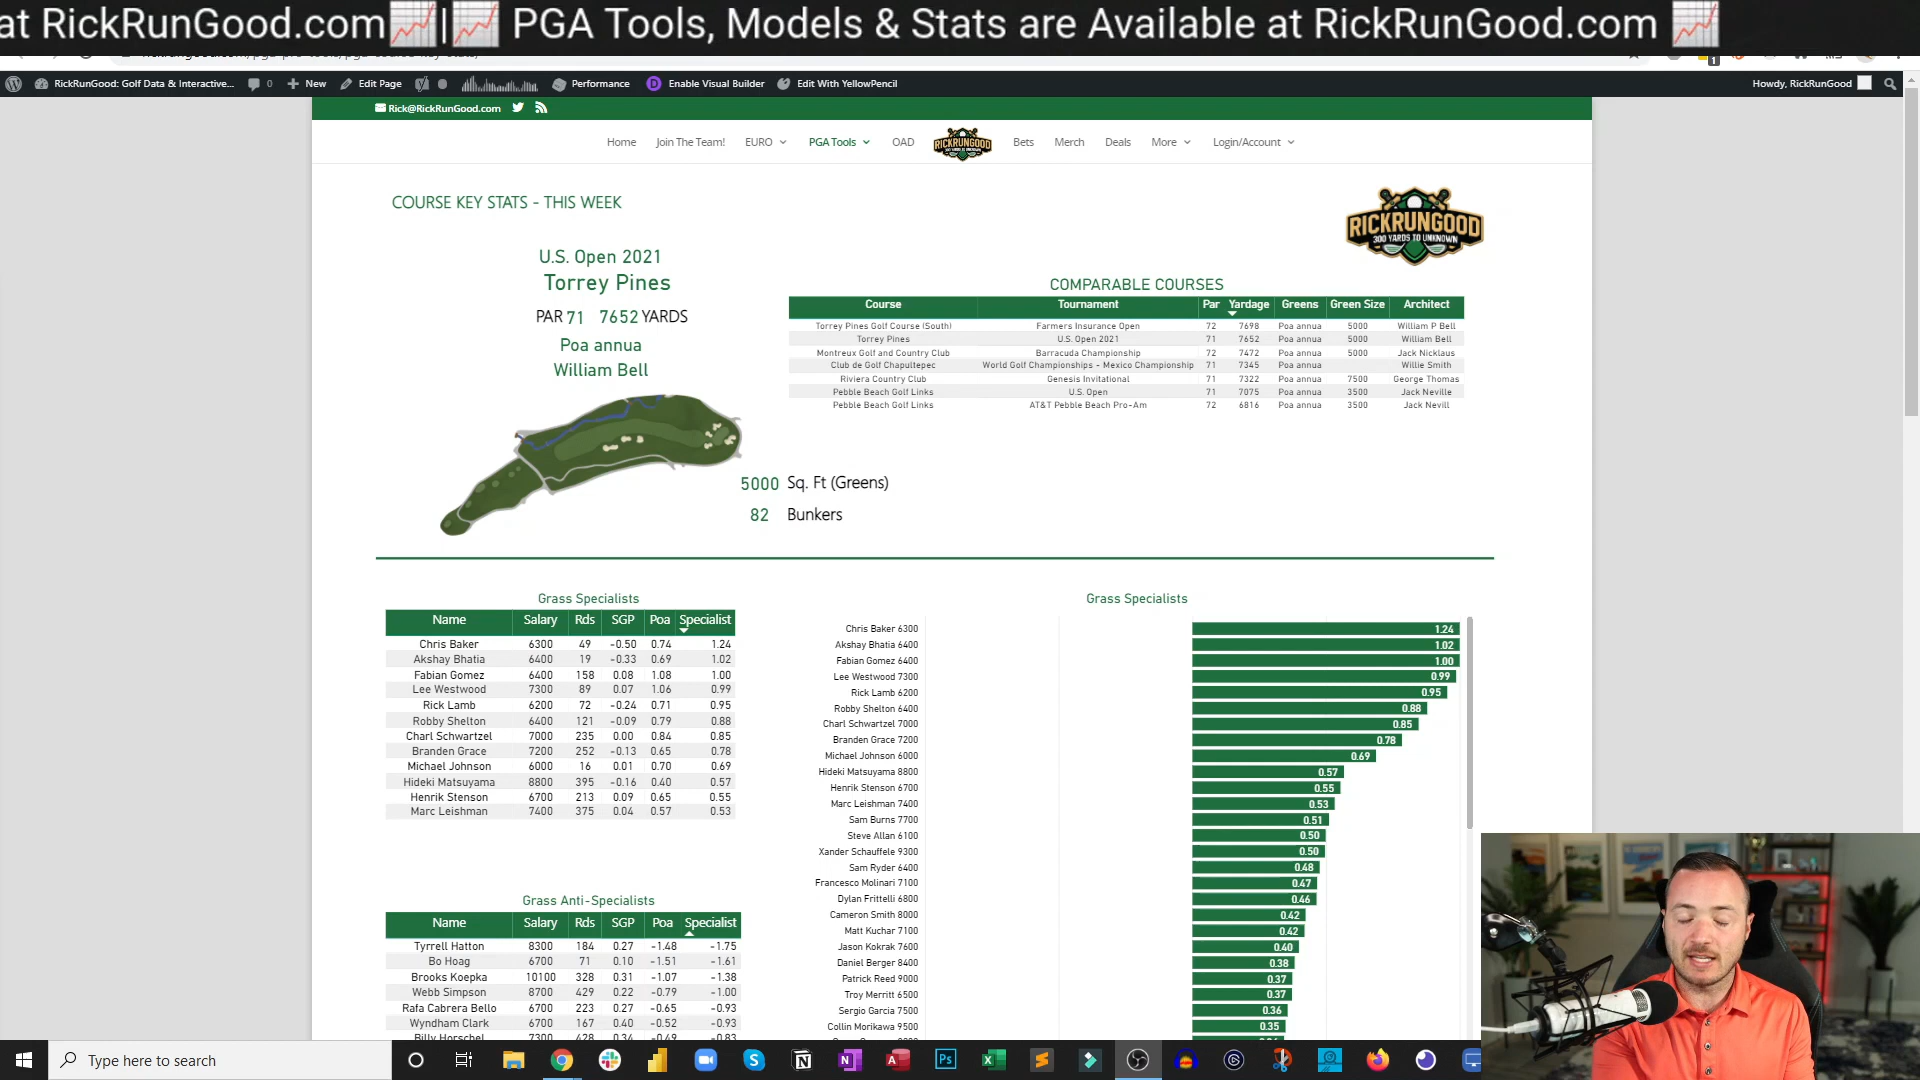 at RickRunGood.com | PGA Tools, Models & Stats are Available at RickRunGood.com
RickRunGood: Golf Data & Interactive... 0 New Edit Page Performance Enable Visual Builder Edit With YellowPencil Howdy, RickRunGood
Rick@RickRunGood.com
Home Join The Team! EURO PGA Tools OAD RICKRUNGOOD Bets Merch Deals More Login/Account
COURSE KEY STATS - THIS WEEK
RICKRUNGOOD
300 YARDS TO UNKNOWN
U.S. Open 2021
Torrey Pines
PAR 71 7652 YARDS
Poa annua
William Bell
5000 Sq. Ft (Greens)
82 Bunkers
COMPARABLE COURSES
Course Tournament Par Yardage Greens Green Size Architect
Torrey Pines Golf Course (South) Farmers Insurance Open 72 7698 Poa annua 5000 William P Bell
Torrey Pines U.S. Open 2021 71 7652 Poa annua 5000 William Bell
Montreux Golf and Country Club Barracuda Championship 72 7472 Poa annua 5000 Jack Nicklaus
Club de Golf Chapultepec World Golf Championships - Mexico Championship 71 7345 Poa annua Willie Smith
Riviera Country Club Genesis Invitational 71 7322 Poa annua 7500 George Thomas
Pebble Beach Golf Links U.S. Open 71 7075 Poa annua 3500 Jack Neville
Pebble Beach Golf Links AT&T Pebble Beach Pro-Am 72 6816 Poa annua 3500 Jack Nevill
Grass Specialists
Name Salary Rds SGP Poa Specialist
Chris Baker 6300 49 -0.50 0.74 1.24
Akshay Bhatia 6400 19 -0.33 0.69 1.02
Fabian Gomez 6400 158 0.08 1.08 1.00
Lee Westwood 7300 89 0.07 1.06 0.99
Rick Lamb 6200 72 -0.24 0.71 0.95
Robby Shelton 6400 121 -0.09 0.79 0.88
Charl Schwartzel 7000 235 0.00 0.84 0.85
Branden Grace 7200 252 -0.13 0.65 0.78
Michael Johnson 6000 16 0.01 0.70 0.69
Hideki Matsuyama 8800 395 -0.16 0.40 0.57
Henrik Stenson 6700 213 0.09 0.65 0.55
Marc Leishman 7400 375 0.04 0.57 0.53
Grass Anti-Specialists
Name Salary Rds SGP Poa Specialist
Tyrrell Hatton 8300 184 0.27 -1.48 -1.75
Bo Hoag 6700 71 0.10 -1.51 -1.61
Brooks Koepka 10100 328 0.31 -1.07 -1.38
Webb Simpson 8700 429 0.22 -0.79 -1.00
Rafa Cabrera Bello 6700 223 0.27 -0.65 -0.93
Wyndham Clark 6700 167 0.40 -0.52 -0.93
Billy Horschel 7300 428 0.34 -0.49 -0.83
Grass Specialists
Chris Baker 6300 1.24
Akshay Bhatia 6400 1.02
Fabian Gomez 6400 1.00
Lee Westwood 7300 0.99
Rick Lamb 6200 0.95
Robby Shelton 6400 0.88
Charl Schwartzel 7000 0.85
Branden Grace 7200 0.78
Michael Johnson 6000 0.69
Hideki Matsuyama 8800 0.57
Henrik Stenson 6700 0.55
Marc Leishman 7400 0.53
Sam Burns 7700 0.51
Steve Allan 6100 0.50
Xander Schauffele 9300 0.50
Sam Ryder 6400 0.48
Francesco Molinari 7100 0.47
Dylan Frittelli 6800 0.46
Cameron Smith 8000 0.42
Matt Kuchar 7100 0.42
Jason Kokrak 7600 0.40
Daniel Berger 8400 0.38
Patrick Reed 9000 0.37
Troy Merritt 6500 0.37
Sergio Garcia 7500 0.36
Collin Morikawa 9500 0.35
Type here to search